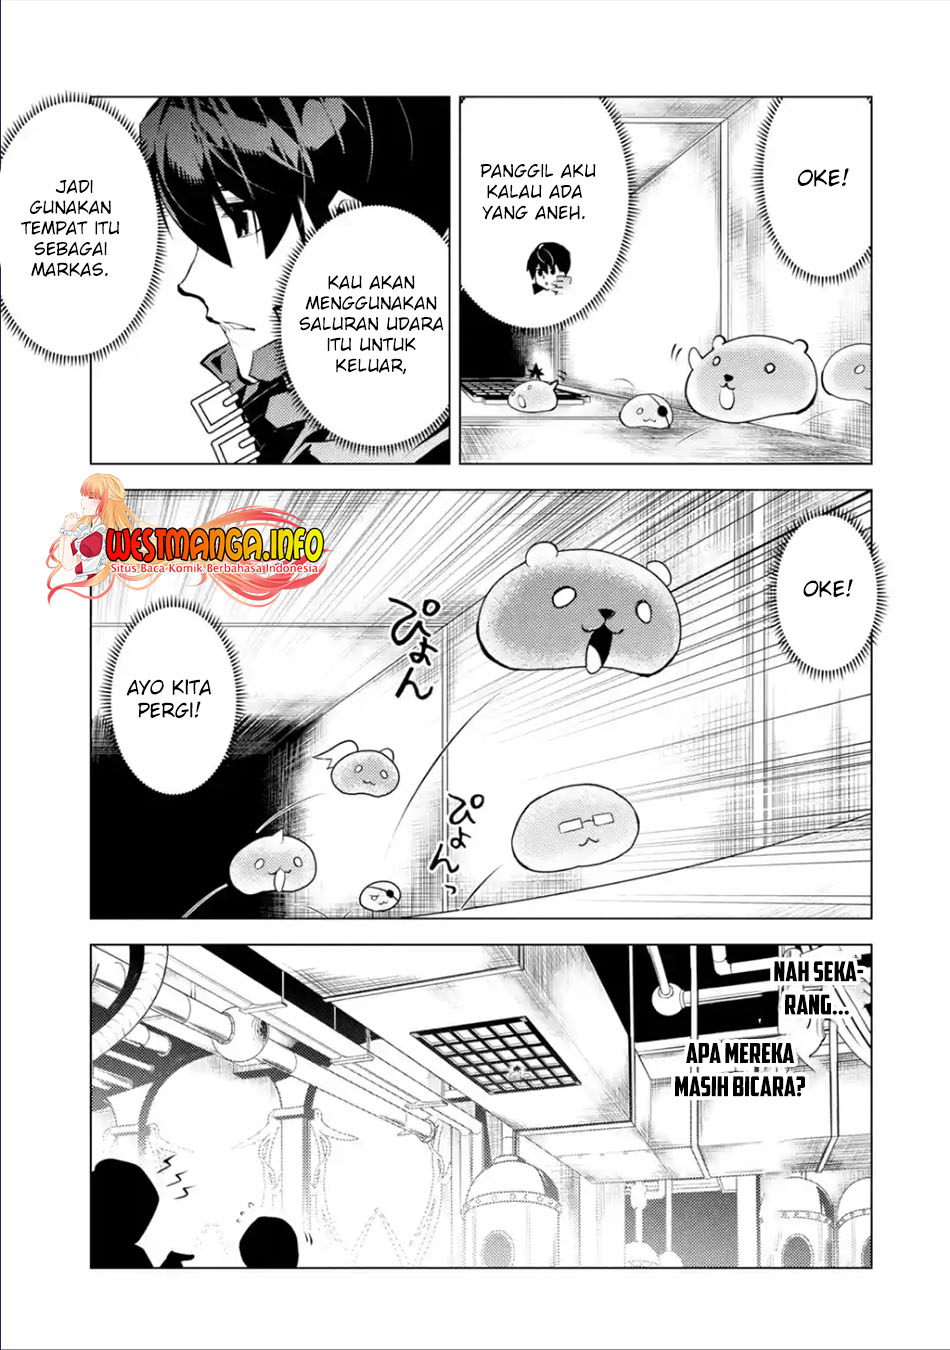 OKE!
PANGGIL AKU
KALAU ADA
YANG ANEH.
KAU AKAN
MENGGUNAKAN
SALURAN UDARA
ITU UNTUK
KELUAR,
JADI
GUNAKAN
TEMPAT ITU
SEBAGAI
MARKAS.
WESTMANGA.INFO
Situs Baca Komik Berbahasa Indonesia
OKE!
ぴょん
ぴょんっ
AYO KITA
PERGI!
NAH SEKA-
RANG...
APA MEREKA
MASIH BICARA?